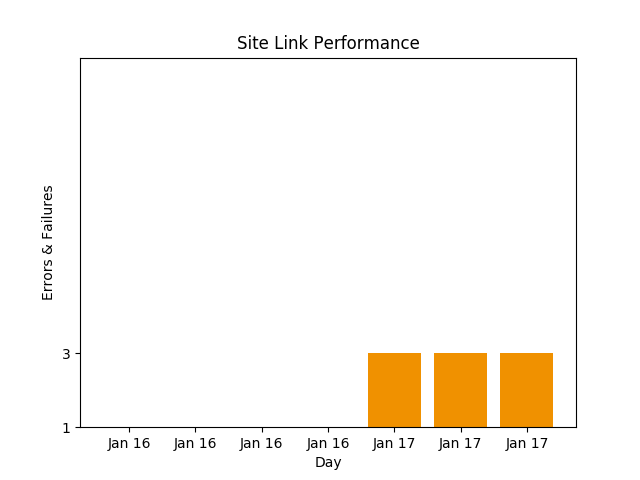 Site Link Performance
Errors & Failures
3
1
Jan 16 Jan 16 Jan 16 Jan 16 Jan 17 Jan 17 Jan 17
Day